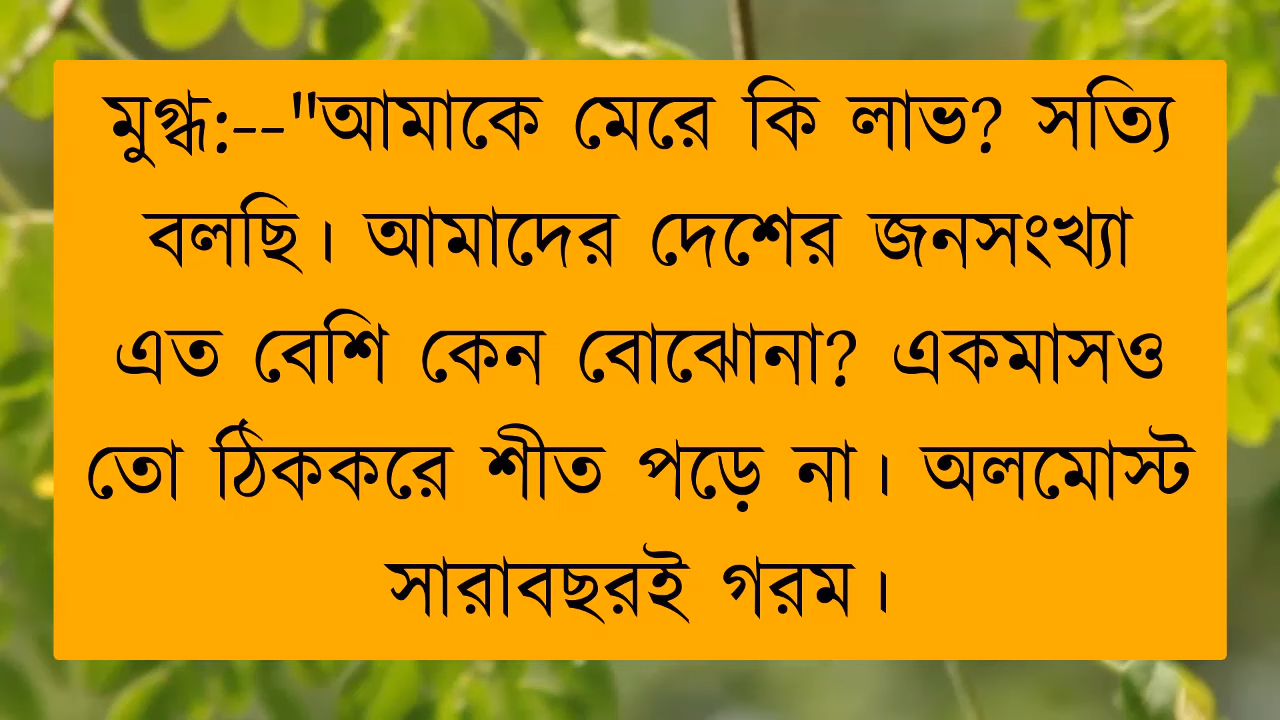 মুগ্ধ:--"আমাকে মেরে কি লাভ? সত্যি
বলছি। আমাদের দেশের জনসংখ্যা
এত বেশি কেন বোঝোনা? একমাসও
তো ঠিককরে শীত পড়ে না। অলমোস্ট
সারাবছরই গরম।